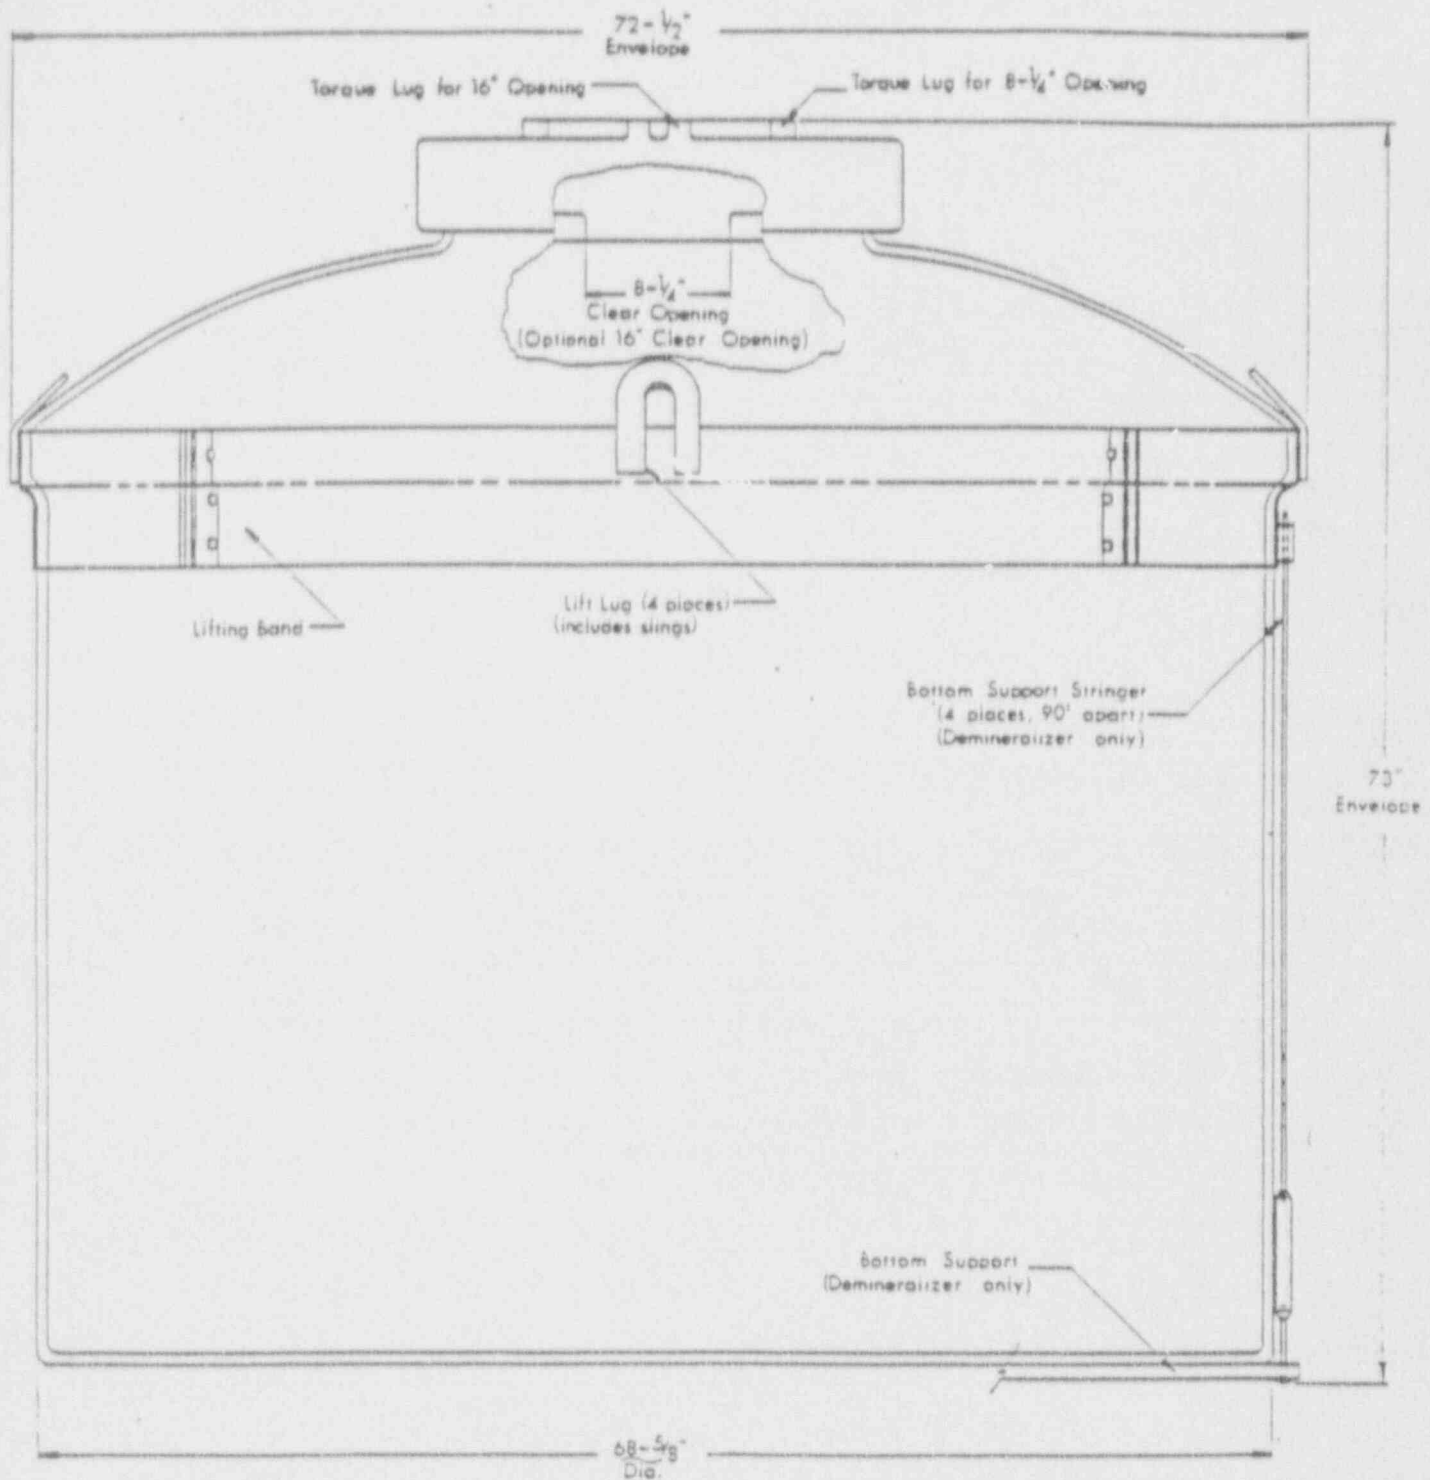 72-½"
Envelope
Torque Lug for 16" Opening
Torque Lug for 8-¼" Opening
8-¼"
Clear Opening
(Optional 16" Clear Opening)
Lifting Band
Lift Lug (4 places)
(includes slings)
Bottom Support Stringer
(4 places, 90° apart)
(Demineralizer only)
73"
Envelope
Bottom Support
(Demineralizer only)
68-⅝"
Dia.